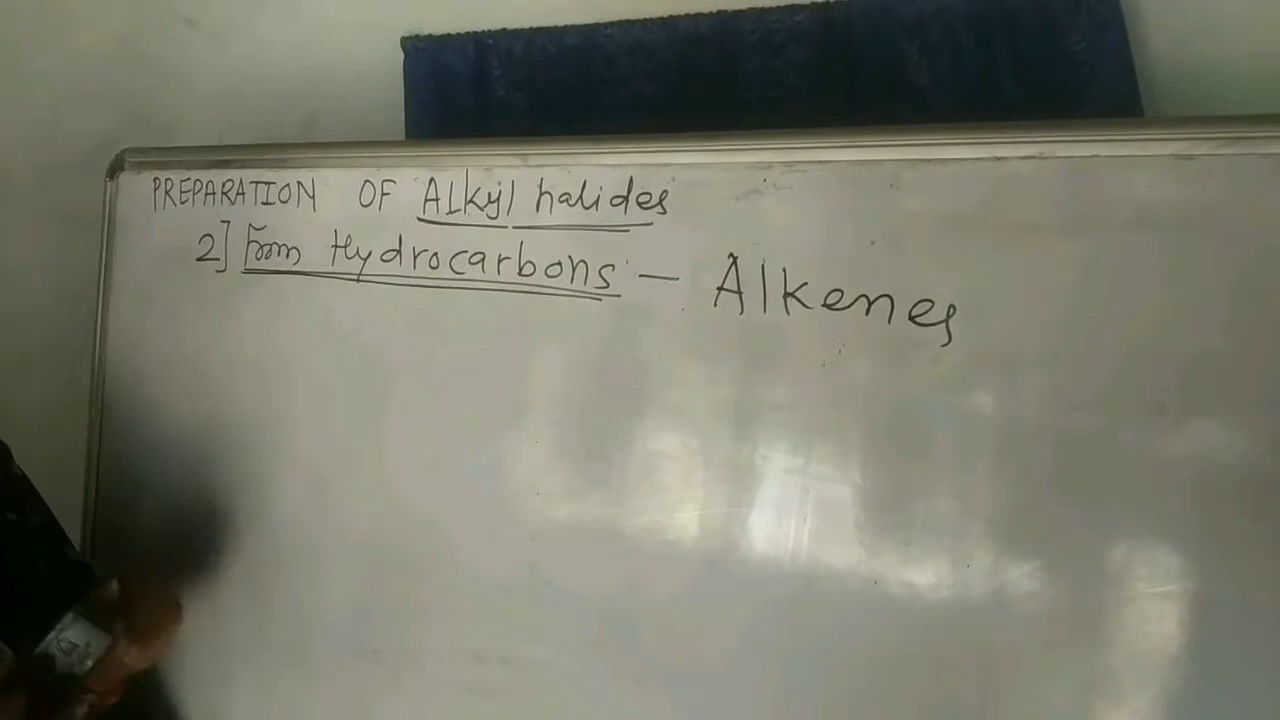 PREPARATION OF Alkyl halides
2] From Hydrocarbons - Alkenes